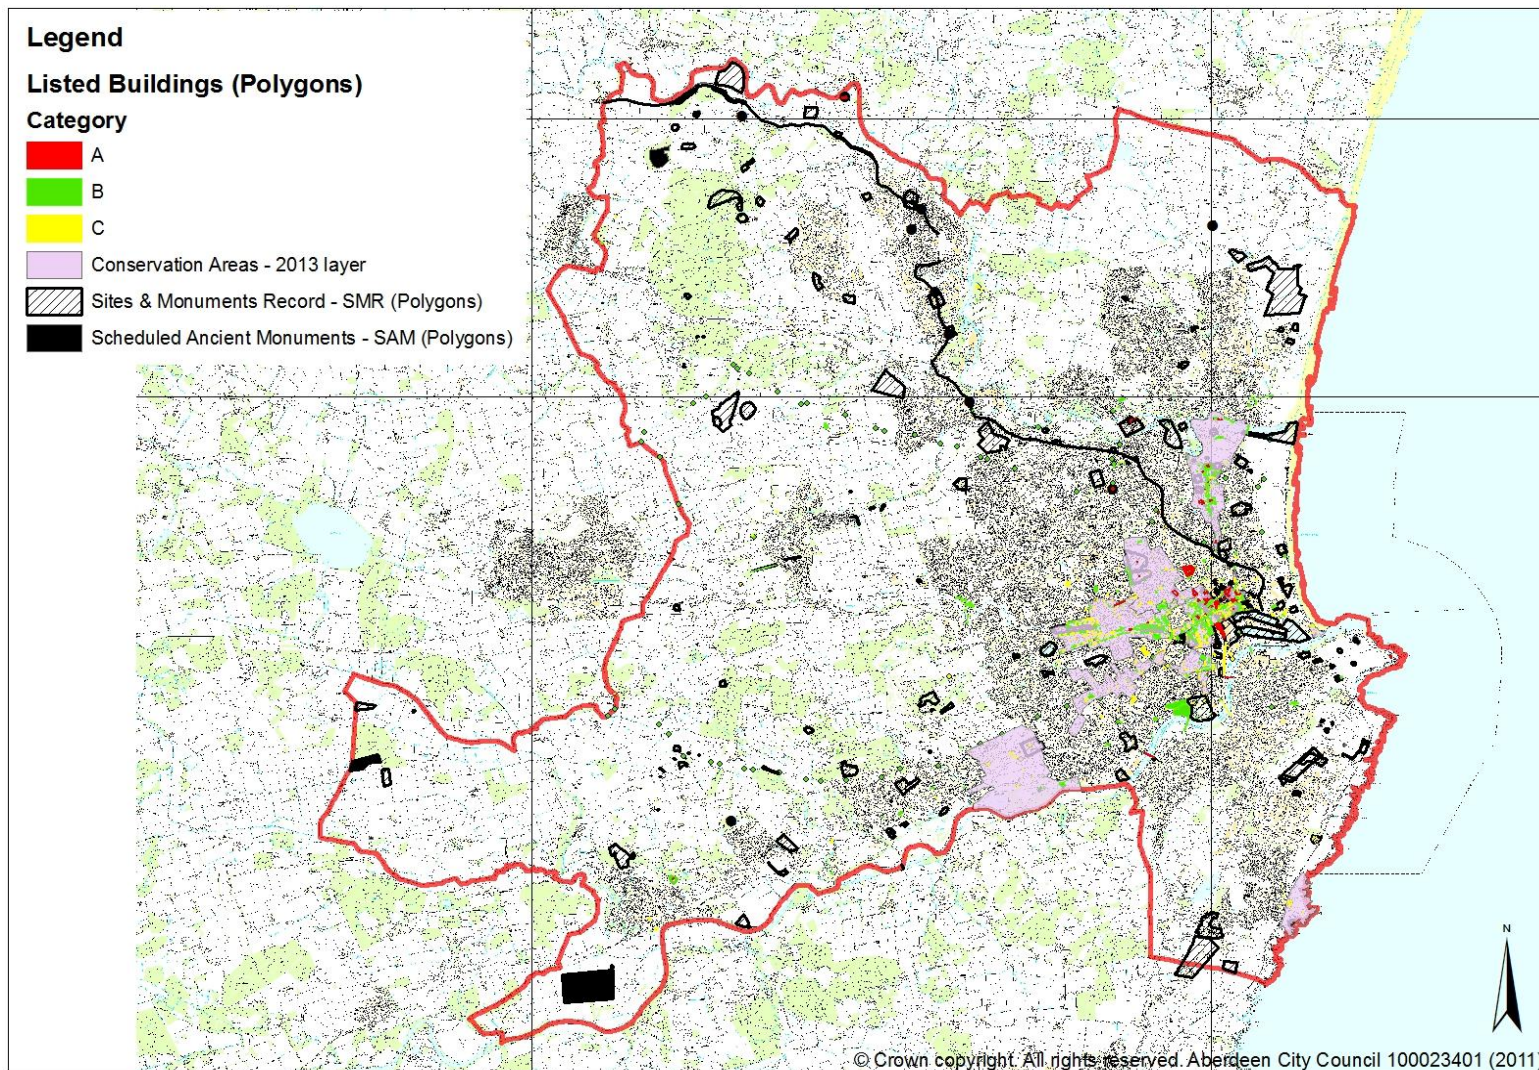 Legend
Listed Buildings (Polygons)
Category
A
B
C
Conservation Areas - 2013 layer
Sites & Monuments Record - SMR (Polygons)
Scheduled Ancient Monuments - SAM (Polygons)
N
© Crown copyright. All rights reserved. Aberdeen City Council 100023401 (2011